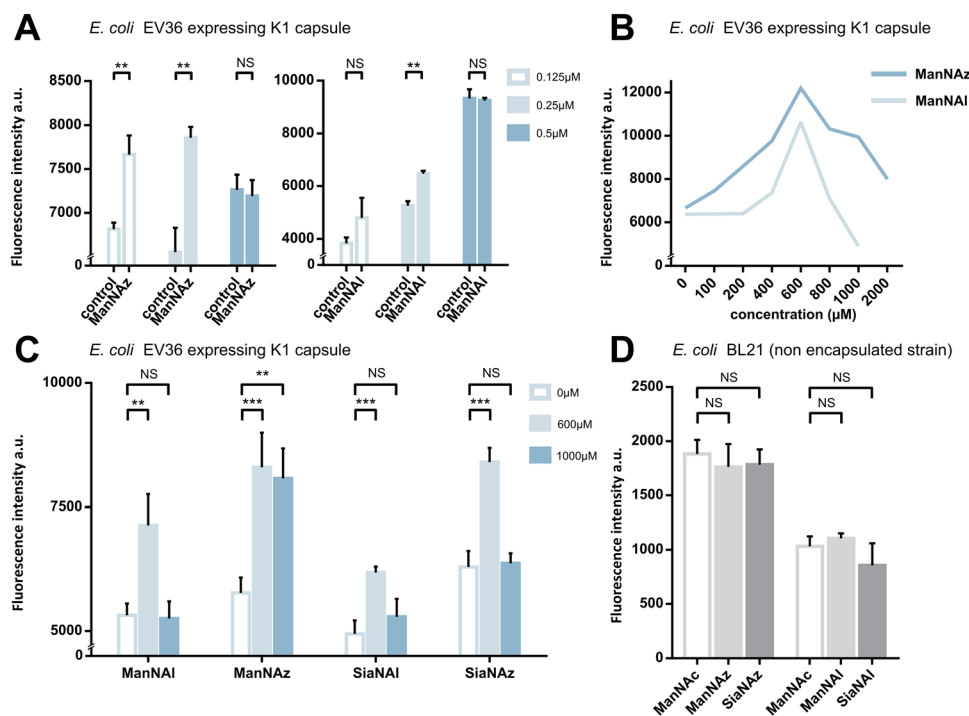 A
E. coli EV36 expressing K1 capsule
Fluorescence intensity a.u.
8500
8000
7500
7000
0
**
**
NS
control
ManNAz
control
ManNAz
control
ManNAz
10000
8000
6000
4000
0
NS
**
NS
control
ManNAl
control
ManNAl
control
ManNAl
0.125µM
0.25µM
0.5µM
B
E. coli EV36 expressing K1 capsule
Fluorescence intensity a.u.
14000
12000
10000
8000
6000
0
0
100
200
400
600
800
1000
2000
concentration (µM)
ManNAz
ManNAl
C
E. coli EV36 expressing K1 capsule
Fluorescence intensity a.u.
10000
7500
5000
0
NS
**
**
***
NS
***
NS
***
ManNAl
ManNAz
SiaNAl
SiaNAz
0µM
600µM
1000µM
D
E. coli BL21 (non encapsulated strain)
Fluorescence intensity a.u.
2500
2000
1500
1000
500
0
NS
NS
NS
NS
ManNAc
ManNAz
SiaNAz
ManNAc
ManNAl
SiaNAl